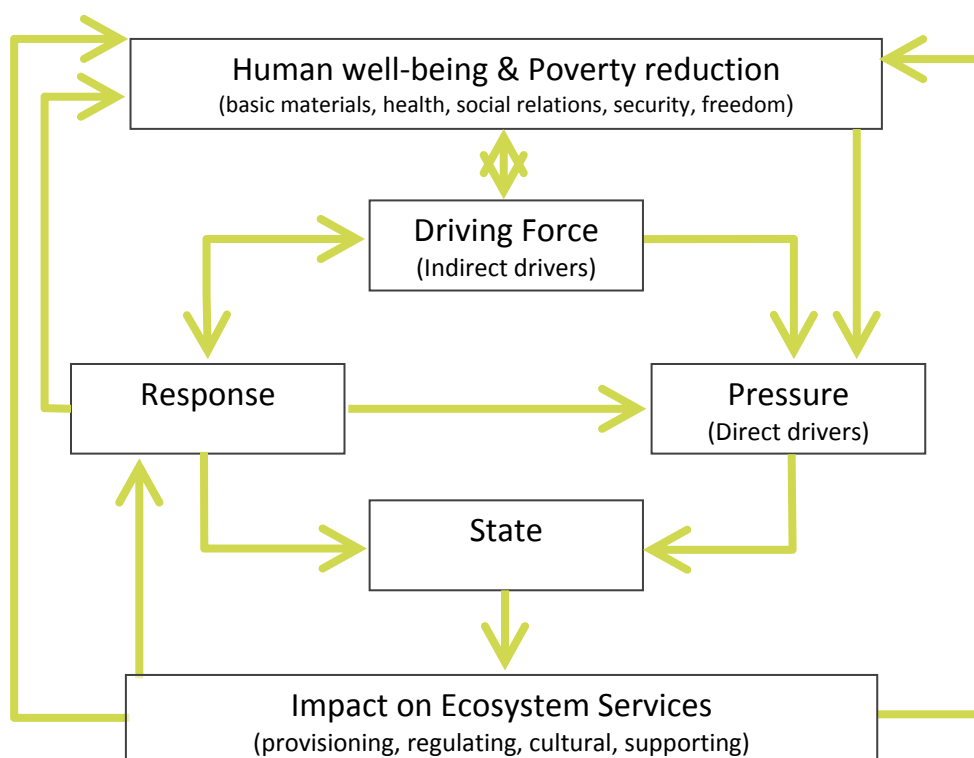 Human well-being & Poverty reduction
(basic materials, health, social relations, security, freedom)
Driving Force
(Indirect drivers)
Response
Pressure
(Direct drivers)
State
Impact on Ecosystem Services
(provisioning, regulating, cultural, supporting)